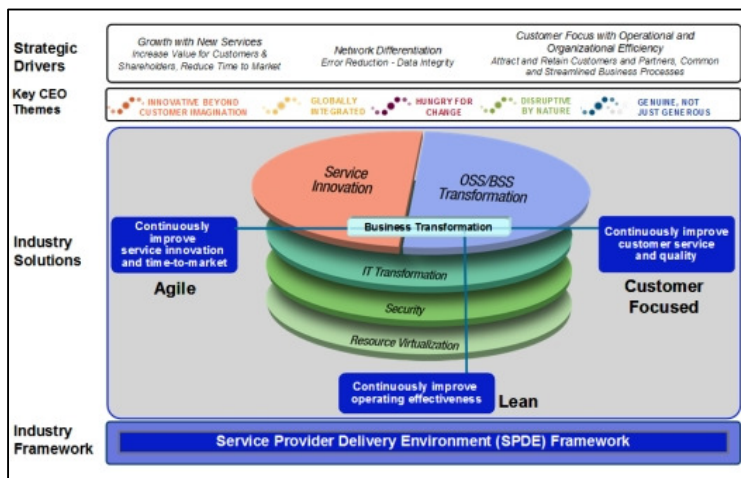 Strategic
Drivers
Growth with New Services
Increase Value for Customers &
Shareholders, Reduce Time to Market
Network Differentiation
Error Reduction - Data Integrity
Customer Focus with Operational and
Organizational Efficiency
Attract and Retain Customers and Partners, Common
and Streamlined Business Processes
Key CEO
Themes
INNOVATIVE BEYOND
CUSTOMER IMAGINATION
GLOBALLY
INTEGRATED
HUNGRY FOR
CHANGE
DISRUPTIVE
BY NATURE
GENUINE, NOT
JUST GENEROUS
Industry
Solutions
Service
Innovation
OSS/BSS
Transformation
Business Transformation
Continuously
improve
service innovation
and time-to-market
Agile
Continuously improve
customer service
and quality
Customer
Focused
IT Transformation
Security
Resource Virtualization
Continuously improve
operating effectiveness
Lean
Industry
Framework
Service Provider Delivery Environment (SPDE) Framework